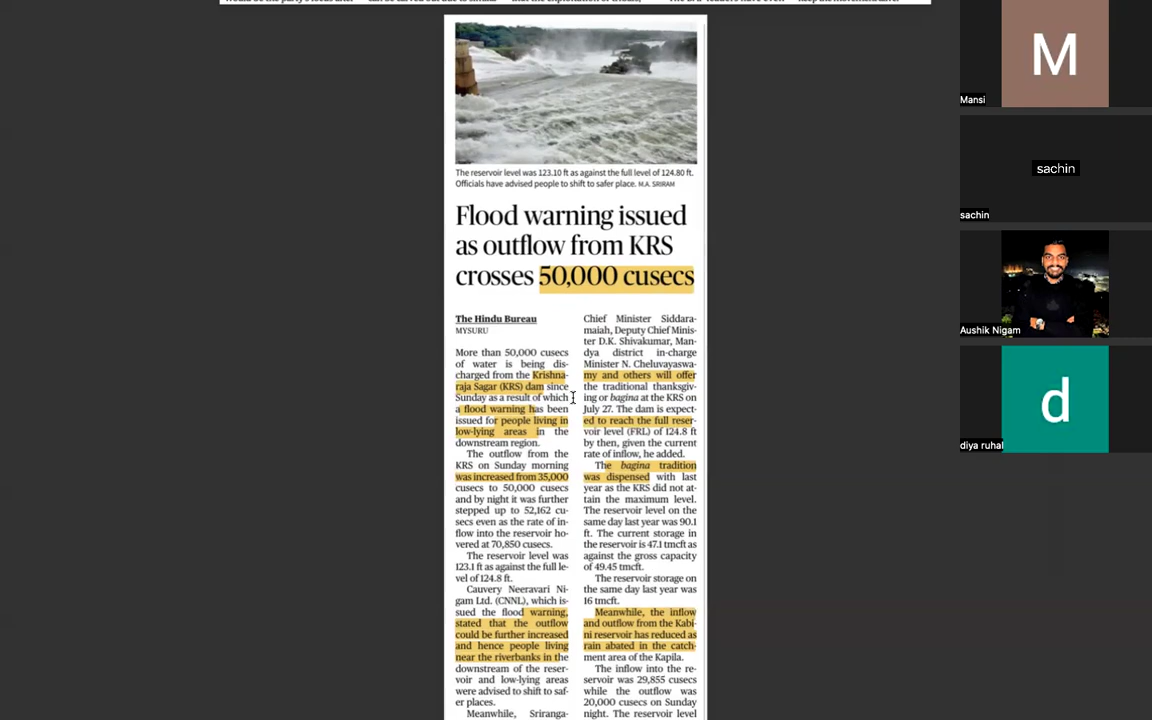 The reservoir level was 123.10 ft as against the full level of 124.80 ft.
Officials have advised people to shift to safer place. M.A. SRIRAM
Flood warning issued
as outflow from KRS
crosses 50,000 cusecs
The Hindu Bureau
MYSURU
More than 50,000 cusecs
of water is being dis-
charged from the Krishna-
raja Sagar (KRS) dam since
Sunday as a result of which
a flood warning has been
issued for people living in
low-lying areas in the
downstream region.
The outflow from the
KRS on Sunday morning
was increased from 35,000
cusecs to 50,000 cusecs
and by night it was further
stepped up to 52,162 cu-
secs even as the rate of in-
flow into the reservoir ho-
vered at 70,850 cusecs.
The reservoir level was
123.1 ft as against the full le-
vel of 124.8 ft.
Cauvery Neeravari Ni-
gam Ltd. (CNNL), which is-
sued the flood warning,
stated that the outflow
could be further increased
and hence people living
near the riverbanks in the
downstream of the reser-
voir and low-lying areas
were advised to shift to saf-
er places.
Meanwhile, Sriranga-
Chief Minister Siddara-
maiah, Deputy Chief Minis-
ter D.K. Shivakumar, Man-
dya district in-charge
Minister N. Cheluvayaswa-
my and others will offer
the traditional thanksgiv-
ing or bagina at the KRS on
July 27. The dam is expect-
ed to reach the full reser-
voir level (FRL) of 124.8 ft
by then, given the current
rate of inflow, he added.
The bagina tradition
was dispensed with last
year as the KRS did not at-
tain the maximum level.
The reservoir level on the
same day last year was 90.1
ft. The current storage in
the reservoir is 47.1 tmcft as
against the gross capacity
of 49.45 tmcft.
The reservoir storage on
the same day last year was
16 tmcft.
Meanwhile, the inflow
and outflow from the Kabi-
ni reservoir has reduced as
rain abated in the catch-
ment area of the Kapila.
The inflow into the re-
servoir was 29,855 cusecs
while the outflow was
20,000 cusecs on Sunday
night. The reservoir level
M
Mansi
sachin
sachin
Aushik Nigam
d
diya ruhal